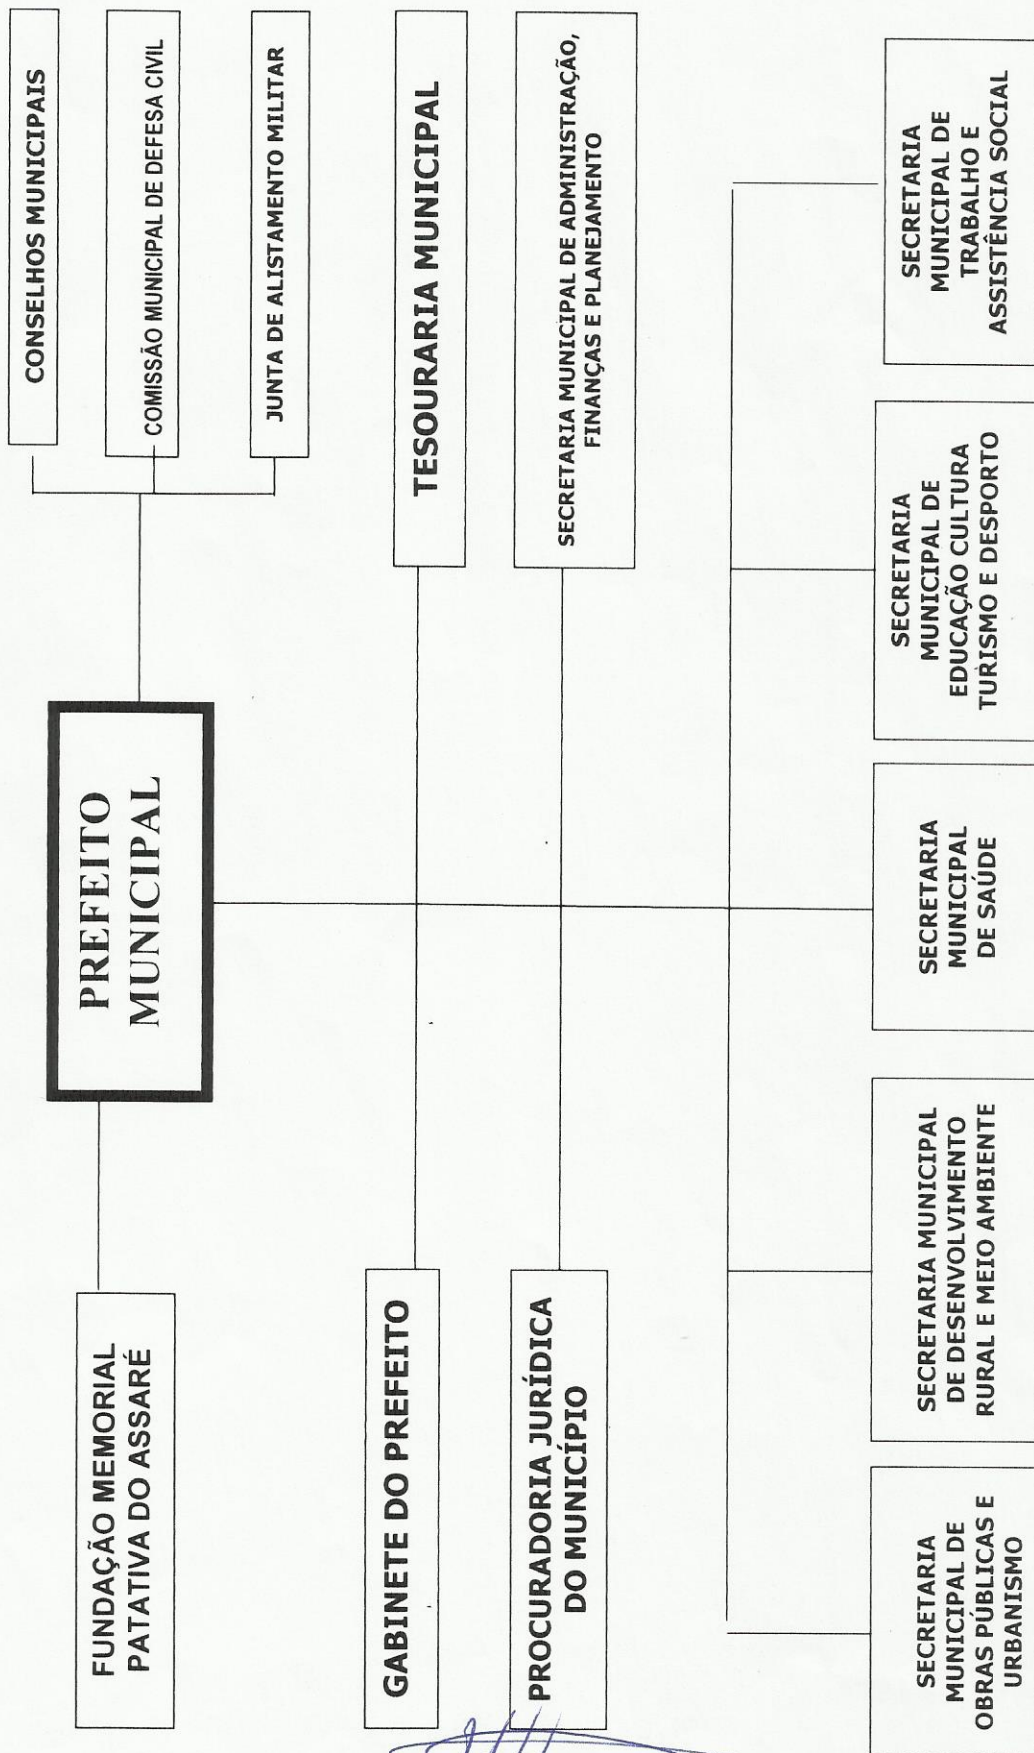 FUNDAÇÃO MEMORIAL
PATATIVA DO ASSARÉ
PREFEITO
MUNICIPAL
CONSELHOS MUNICIPAIS
COMISSÃO MUNICIPAL DE DEFESA CIVIL
JUNTA DE ALISTAMENTO MILITAR
GABINETE DO PREFEITO
TESOURARIA MUNICIPAL
PROCURADORIA JURÍDICA
DO MUNICÍPIO
SECRETARIA MUNICIPAL DE ADMINISTRAÇÃO,
FINANÇAS E PLANEJAMENTO
SECRETARIA
MUNICIPAL DE
OBRAS PÚBLICAS E
URBANISMO
SECRETARIA MUNICIPAL
DE DESENVOLVIMENTO
RURAL E MEIO AMBIENTE
SECRETARIA
MUNICIPAL
DE SAÚDE
SECRETARIA
MUNICIPAL DE
EDUCAÇÃO CULTURA
TURISMO E DESPORTO
SECRETARIA
MUNICIPAL DE
TRABALHO E
ASSISTÊNCIA SOCIAL